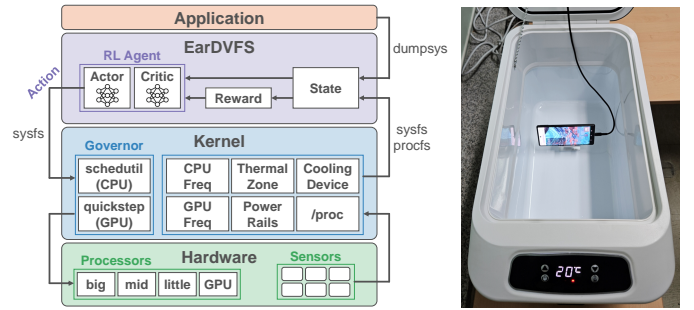 Application
EarDVFS
dumpsys
RL Agent
Actor
Critic
Reward
State
Action
sysfs
sysfs
procfs
Governor
Kernel
schedutil
(CPU)
quickstep
(GPU)
CPU
Freq
Thermal
Zone
Cooling
Device
GPU
Freq
Power
Rails
/proc
Hardware
Processors
big
mid
little
GPU
Sensors
20°C